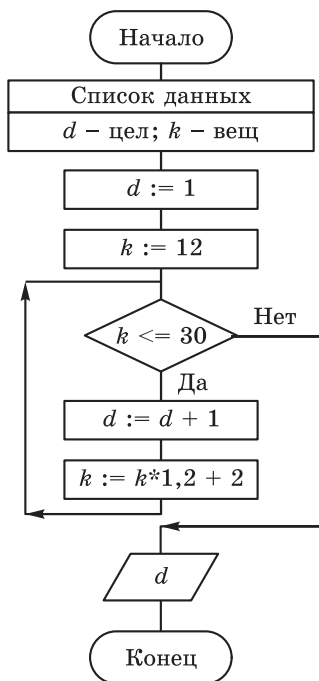 Начало
Список данных
d – цел; k – вещ
d := 1
k := 12
k <= 30
Нет
Да
d := d + 1
k := k*1,2 + 2
d
Конец